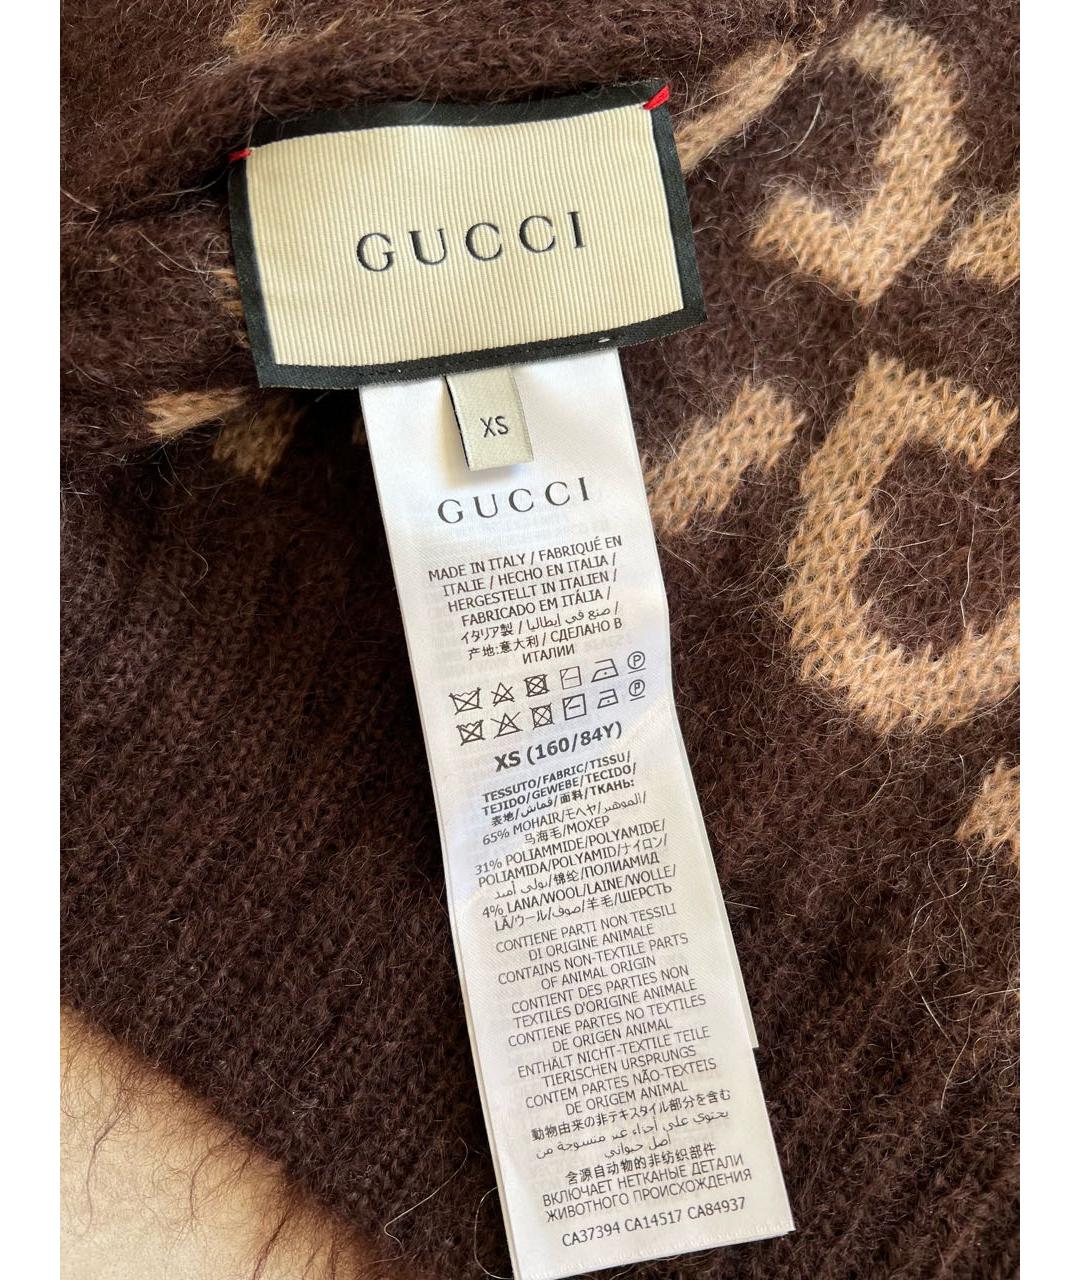 GUCCI
XS
GUCCI
MADE IN ITALY / FABRIQUÉ EN
ITALIE / HECHO EN ITALIA /
HERGESTELLT IN ITALIEN /
FABRICADO EM ITÁLIA /
イタリア製 / صنع في إيطاليا /
产地:意大利 / СДЕЛАНО В
ИТАЛИИ
P
P
XS (160/84Y)
TESSUTO/FABRIC/TISSU/
TEJIDO/GEWEBE/TECIDO/
表地/قماش/面料/ТКАНЬ:
65% MOHAIR/モヘヤ/الموهير/
马海毛/МОХЕР
31% POLIAMMIDE/POLYAMIDE/
POLIAMIDA/POLYAMID/ナイロン/
بولي أميد/锦纶/ПОЛИАМИД
4% LANA/WOOL/LAINE/WOLLE/
LÃ/ウール/صوف/羊毛/ШЕРСТЬ
CONTIENE PARTI NON TESSILI
DI ORIGINE ANIMALE
CONTAINS NON-TEXTILE PARTS
OF ANIMAL ORIGIN
CONTIENT DES PARTIES NON
TEXTILES D'ORIGINE ANIMALE
CONTIENE PARTES NO TEXTILES
DE ORIGEN ANIMAL
ENTHÄLT NICHT-TEXTILE TEILE
TIERISCHEN URSPRUNGS
CONTEM PARTES NÃO-TEXTEIS
DE ORIGEM ANIMAL
動物由来の非テキスタイル部分を含む
يحتوي على أجزاء غير منسوجة من
أصل حيواني
含源自动物的非纺织部件
ВКЛЮЧАЕТ НЕТКАНЫЕ ДЕТАЛИ
ЖИВОТНОГО ПРОИСХОЖДЕНИЯ
CA37394 CA14517 CA84937